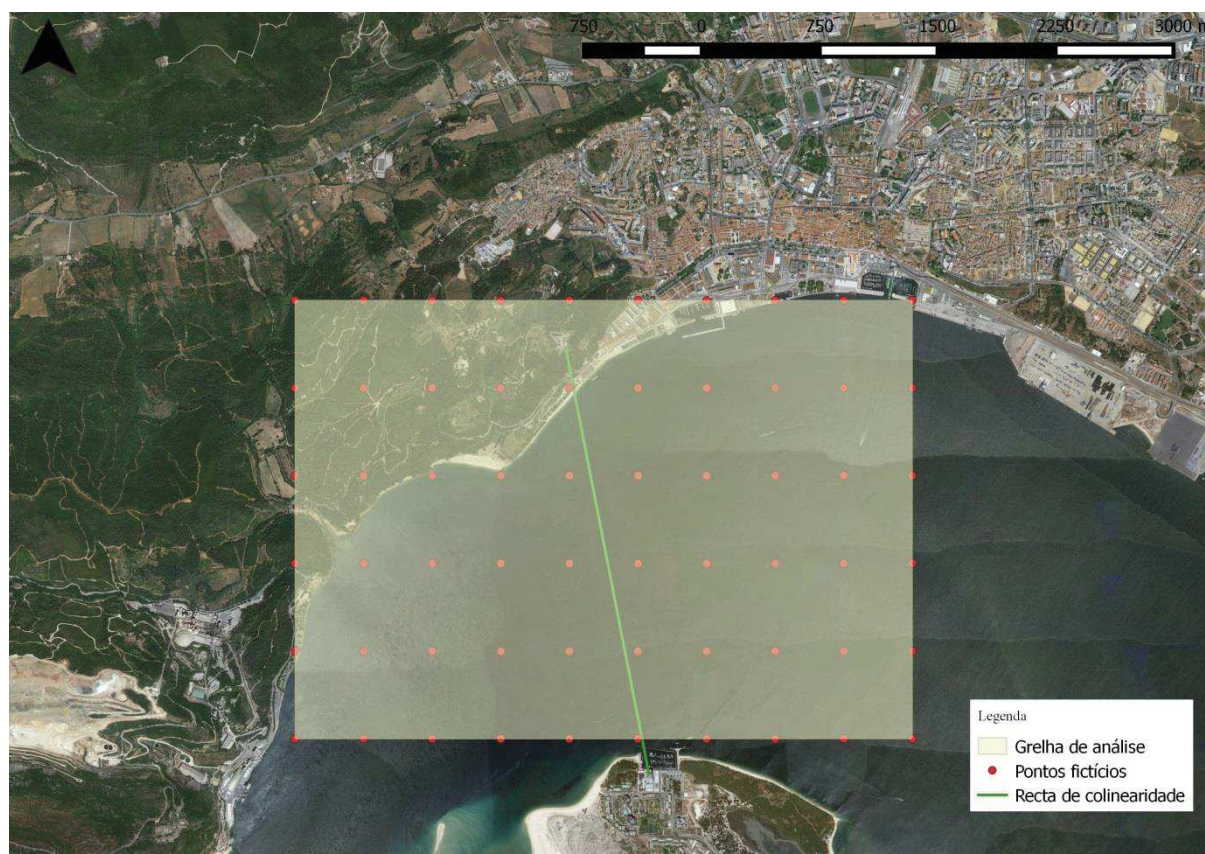 750 0 750 1500 2250 3000 m
Legenda
Grelha de análise
Pontos fictícios
Recta de colinearidade